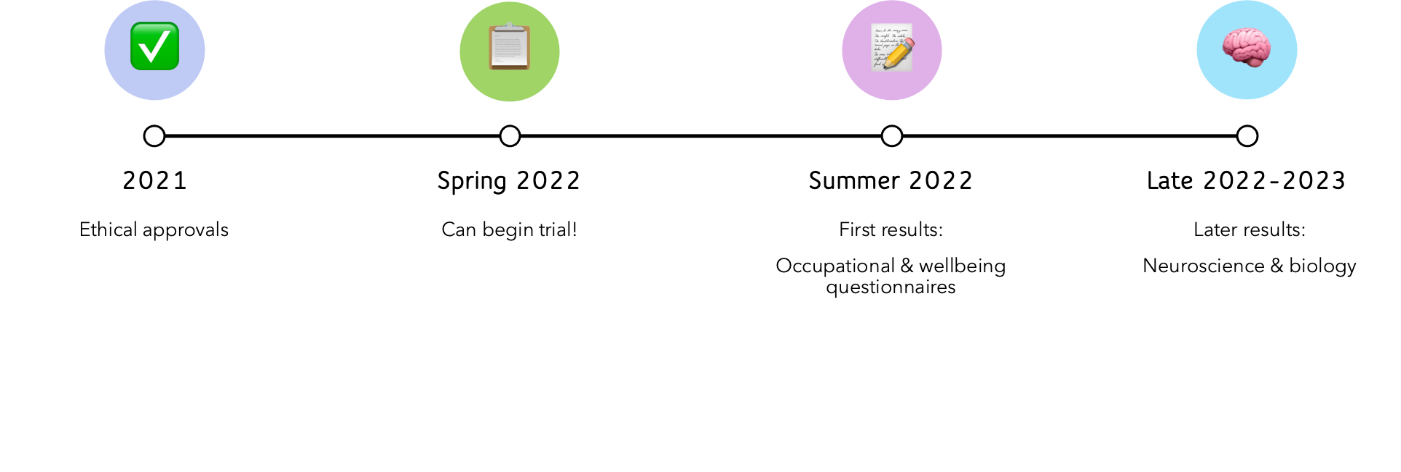 2021
Ethical approvals
Spring 2022
Can begin trial!
Summer 2022
First results:
Occupational & wellbeing
questionnaires
Late 2022-2023
Later results:
Neuroscience & biology